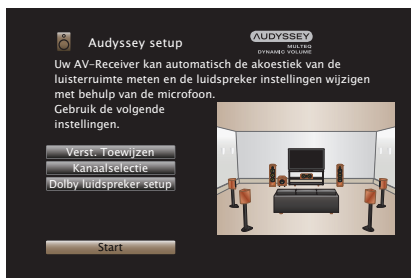 Audyssey setup
AUDYSSEY
MULTEQ
DYNAMIC VOLUME
Uw AV-Receiver kan automatisch de akoestiek van de
luisterruimte meten en de luidspreker instellingen wijzigen
met behulp van de microfoon.
Gebruik de volgende
instellingen.
Verst. Toewijzen
Kanaalselectie
Dolby luidspreker setup
Start